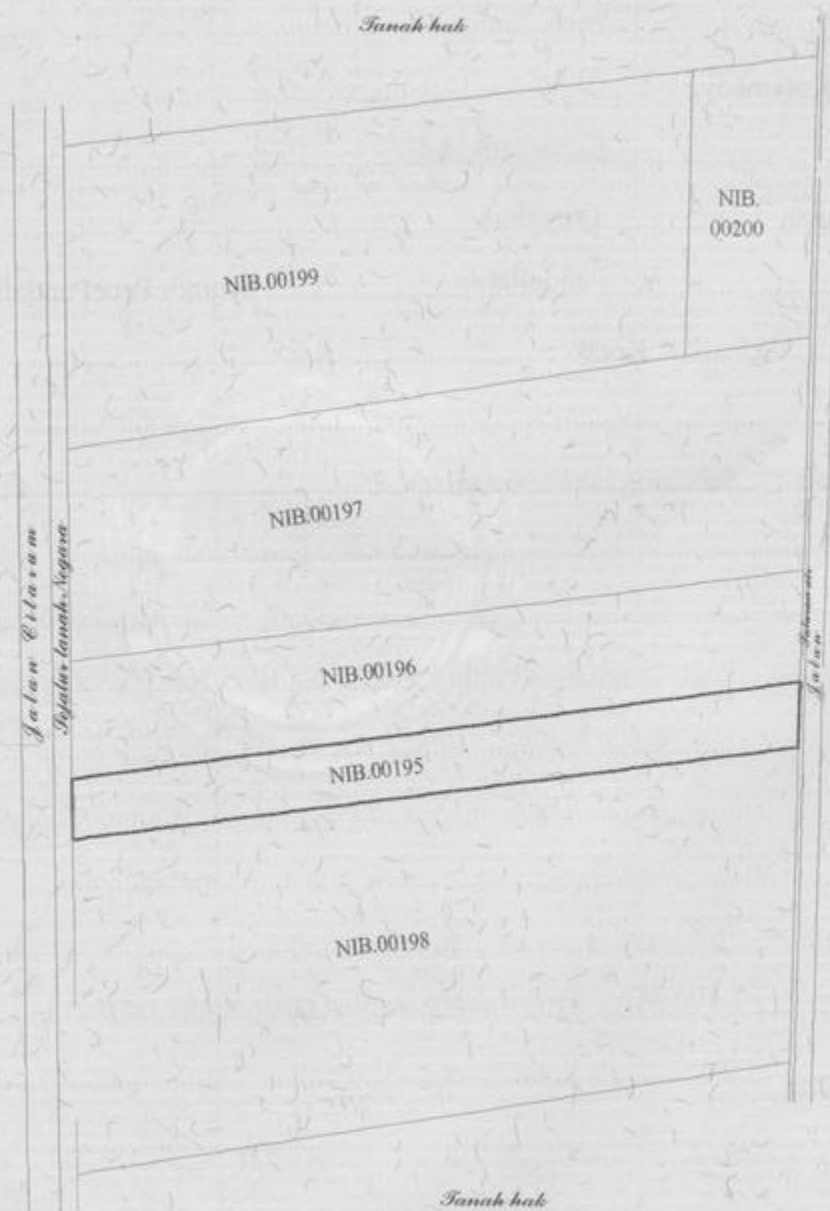 Tanah hak
NIB.
00200
NIB.00199
NIB.00197
Jalan Citarum
Sejalur tanah Negara
NIB.00196
Jalan
NIB.00195
NIB.00198
Tanah hak